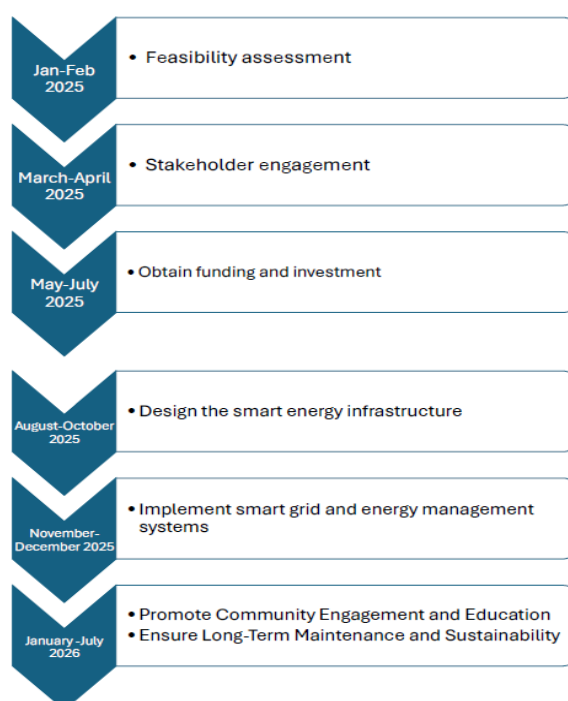 Jan-Feb
2025
• Feasibility assessment
March-April
2025
• Stakeholder engagement
May-July
2025
• Obtain funding and investment
August-October
2025
• Design the smart energy infrastructure
November-
December 2025
• Implement smart grid and energy management
systems
January -July
2026
• Promote Community Engagement and Education
• Ensure Long-Term Maintenance and Sustainability